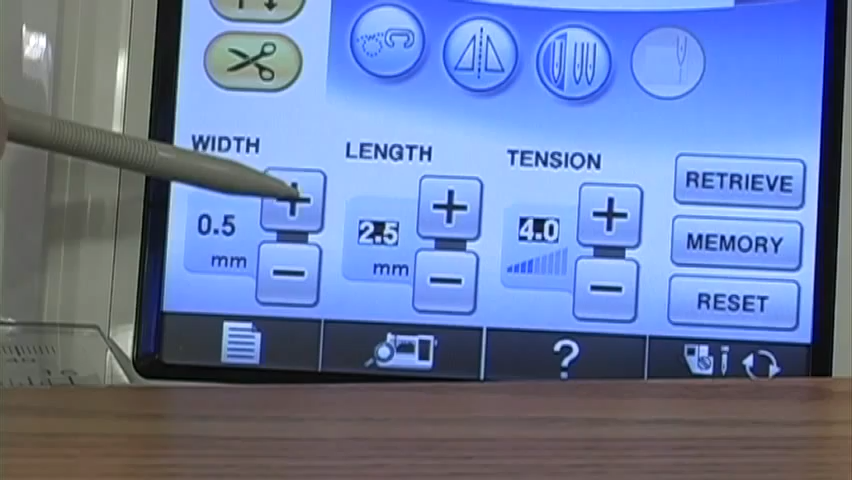 WIDTH LENGTH TENSION
+ + +
0.5 2.5 4.0
mm mm
- - -
RETRIEVE
MEMORY
RESET
?